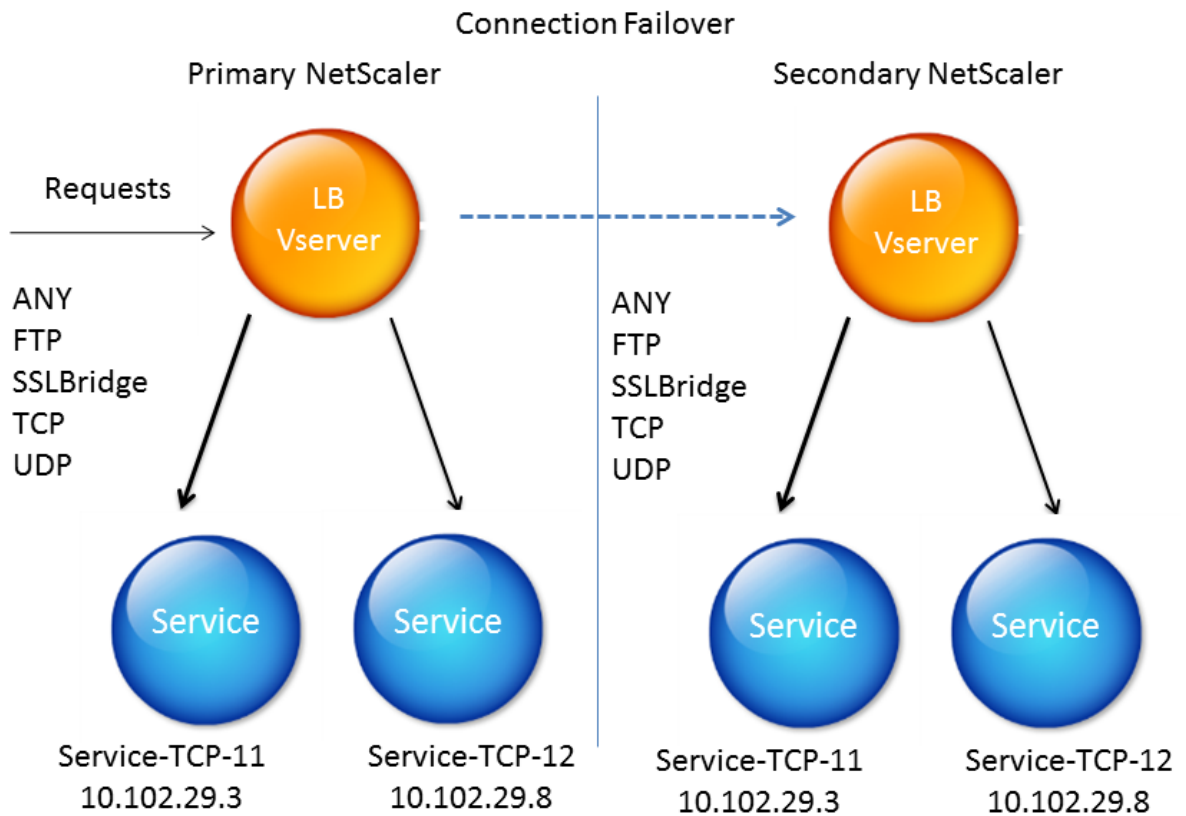 Connection Failover
Primary NetScaler
Secondary NetScaler
Requests
LB
Vserver
ANY
FTP
SSLBridge
TCP
UDP
Service
Service
Service-TCP-11
10.102.29.3
Service-TCP-12
10.102.29.8
LB
Vserver
ANY
FTP
SSLBridge
TCP
UDP
Service
Service
Service-TCP-11
10.102.29.3
Service-TCP-12
10.102.29.8